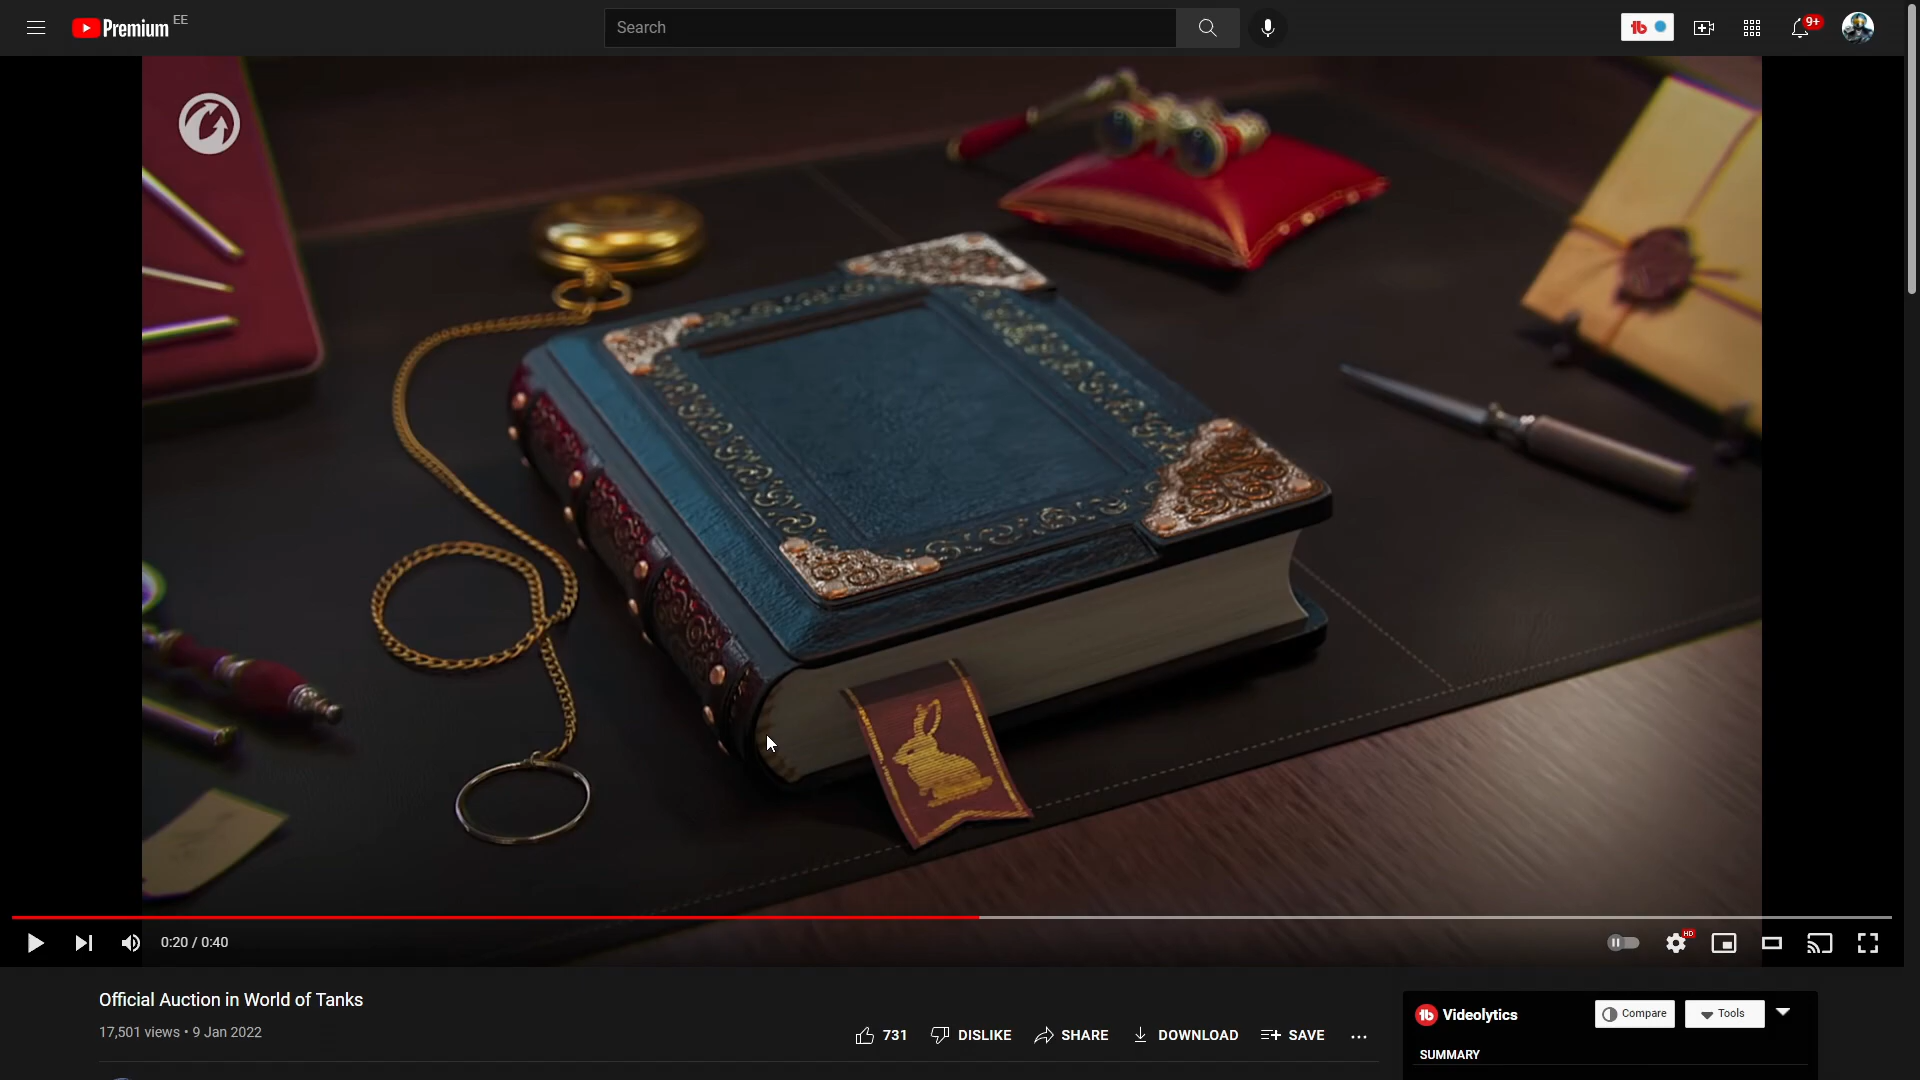 Premium EE
Search
9+
0:20 / 0:40
HD
Official Auction in World of Tanks
17,501 views • 9 Jan 2022
731 DISLIKE SHARE DOWNLOAD SAVE
tb Videolytics
Compare
Tools
SUMMARY